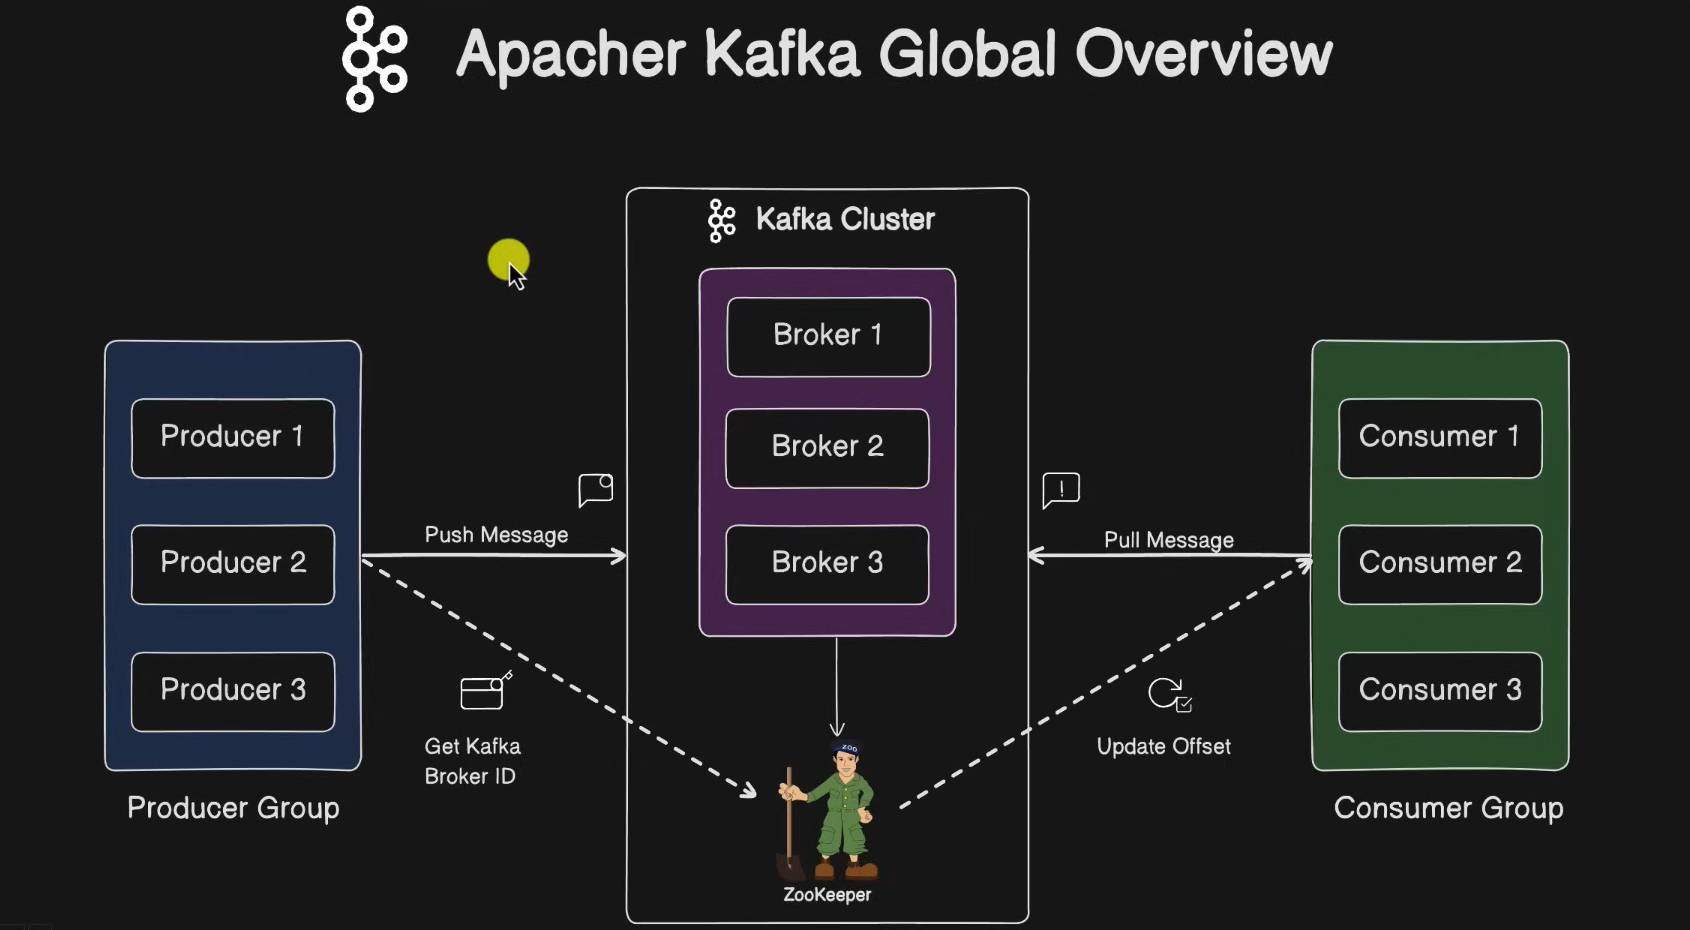 Apacher Kafka Global Overview
Kafka Cluster
Broker 1
Broker 2
Broker 3
Producer 1
Producer 2
Producer 3
Producer Group
Push Message
Get Kafka
Broker ID
Pull Message
Update Offset
Consumer 1
Consumer 2
Consumer 3
Consumer Group
ZOO
ZooKeeper